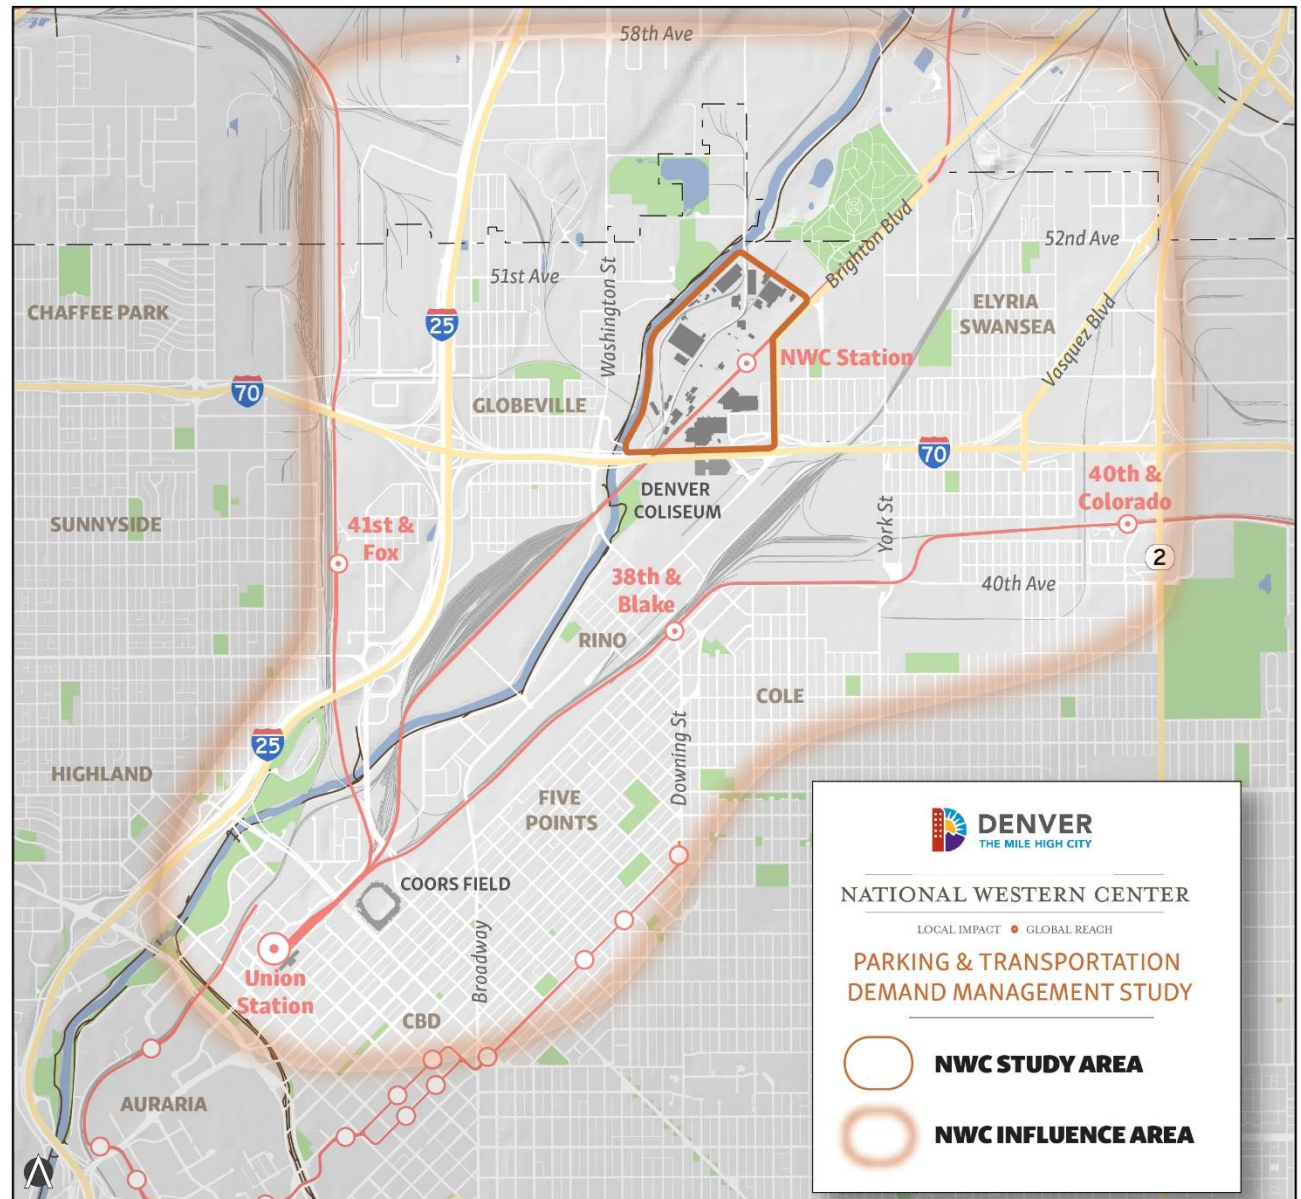 58th Ave
52nd Ave
51st Ave
Washington St
Brighton Blvd
CHAFFEE PARK
25
ELYRIA
SWANSEA
Vasquez Blvd
NWC Station
70
GLOBEVILLE
70
DENVER
COLISEUM
40th &
Colorado
SUNNYSIDE
41st &
Fox
York St
2
38th &
Blake
40th Ave
RINO
COLE
25
Downing St
HIGHLAND
FIVE
POINTS
COORS FIELD
Broadway
Union
Station
CBD
AURARIA
DENVER
THE MILE HIGH CITY
NATIONAL WESTERN CENTER
LOCAL IMPACT GLOBAL REACH
PARKING & TRANSPORTATION
DEMAND MANAGEMENT STUDY
NWC STUDY AREA
NWC INFLUENCE AREA